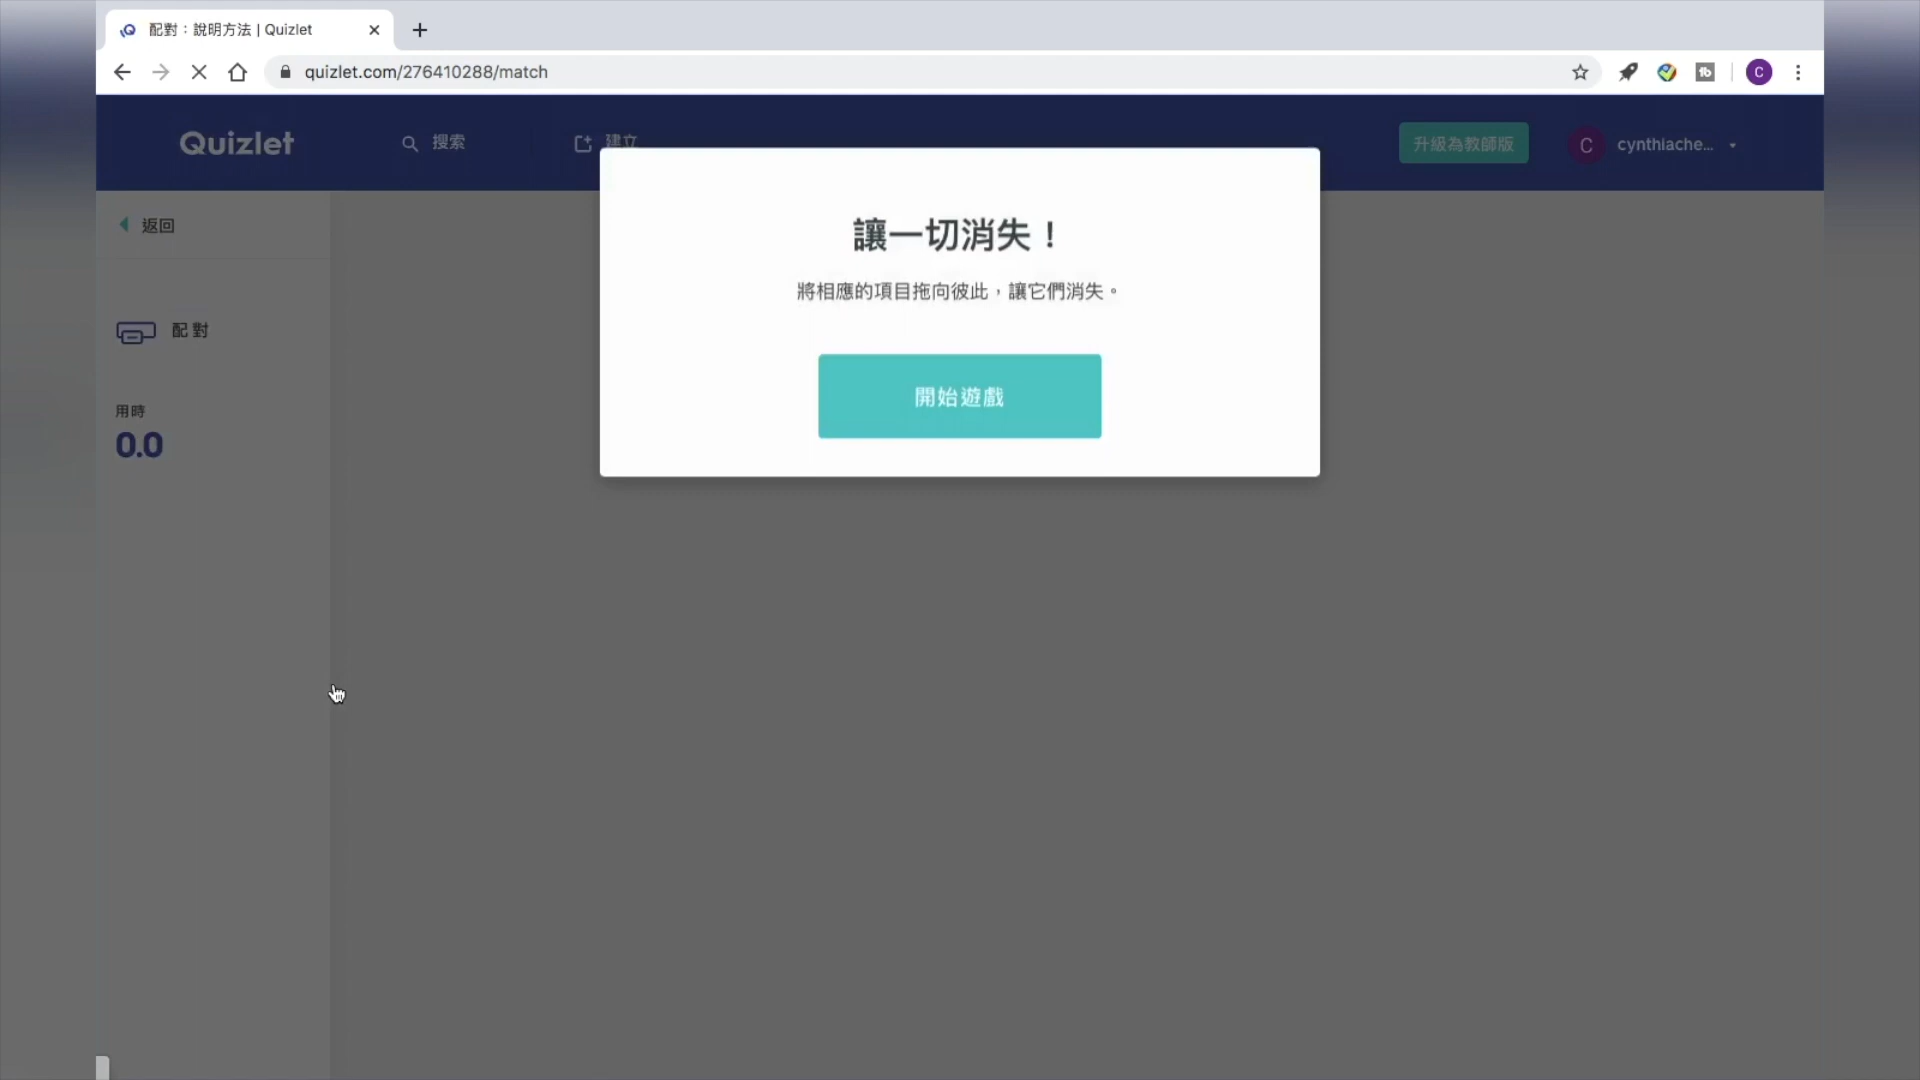 配對：說明方法 | Quizlet
quizlet.com/276410288/match
C
Quizlet
搜索
建立
升級為教師版
C
cynthiache...
返回
配對
用時
0.0
讓一切消失！
將相應的項目拖向彼此，讓它們消失。
開始遊戲